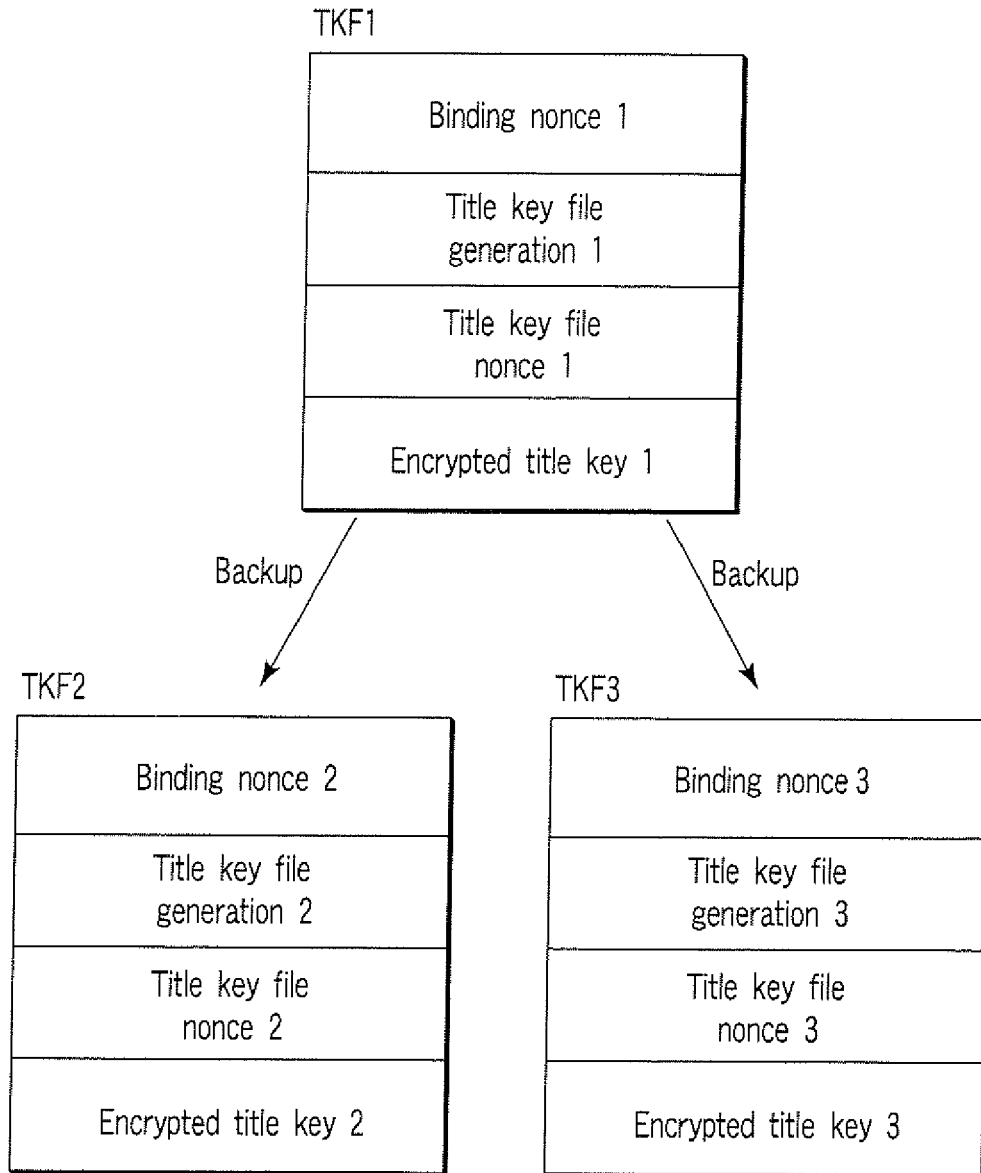 TKF1
Binding nonce 1
Title key file
generation 1
Title key file
nonce 1
Encrypted title key 1
Backup
Backup
TKF2
Binding nonce 2
Title key file
generation 2
Title key file
nonce 2
Encrypted title key 2
TKF3
Binding nonce 3
Title key file
generation 3
Title key file
nonce 3
Encrypted title key 3